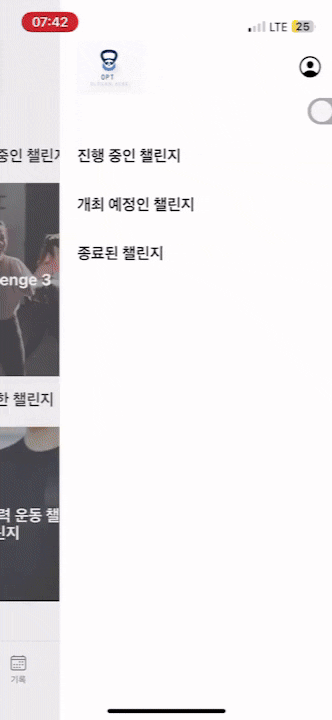 07:42
LTE 25
DPT
중인 챌린지
진행 중인 챌린지
개최 예정인 챌린지
종료된 챌린지
enge 3
한 챌린지
력 운동 챌
린지
기록